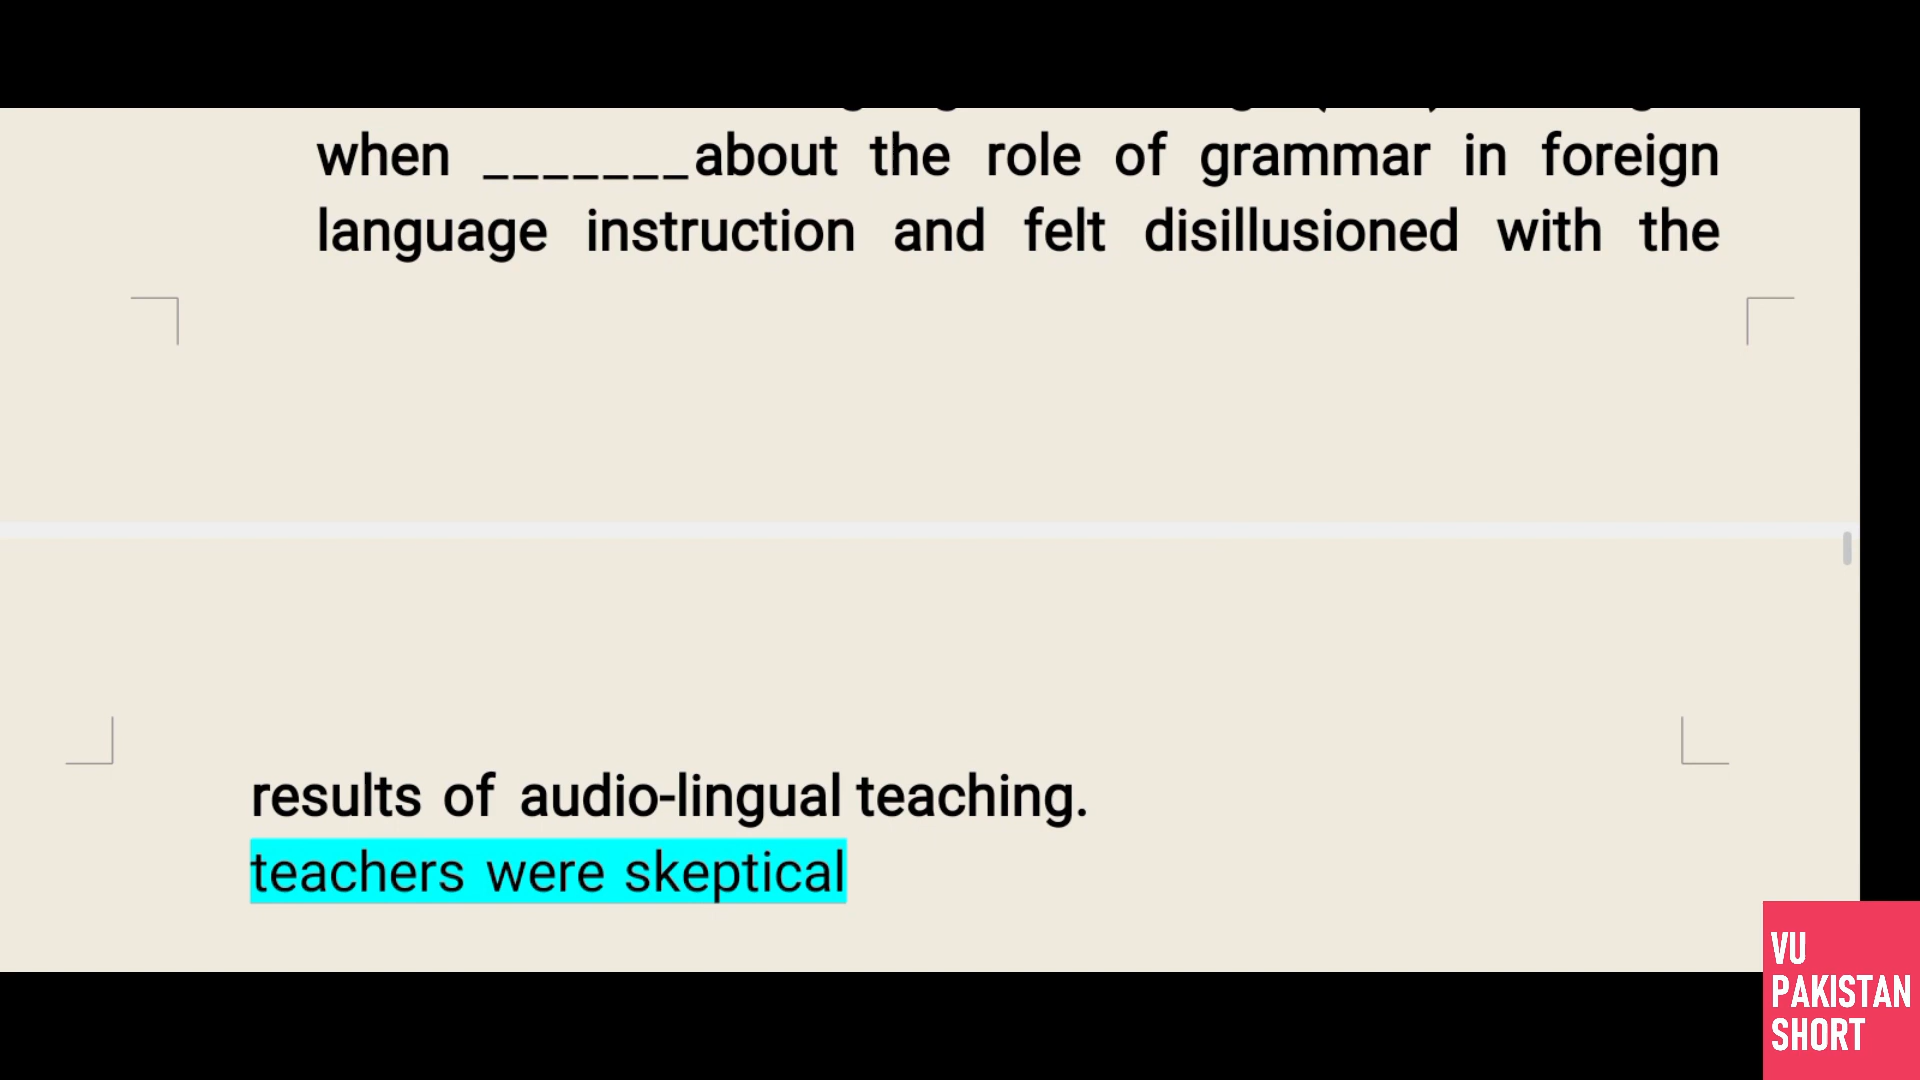 when _______about the role of grammar in foreign
language instruction and felt disillusioned with the
results of audio-lingual teaching.
teachers were skeptical
VU
PAKISTAN
SHORT